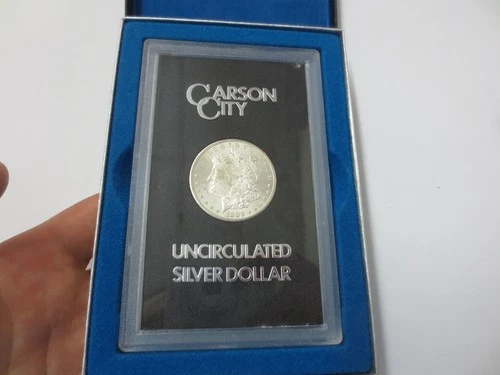 CARSON
CITY
UNCIRCULATED
SILVER DOLLAR